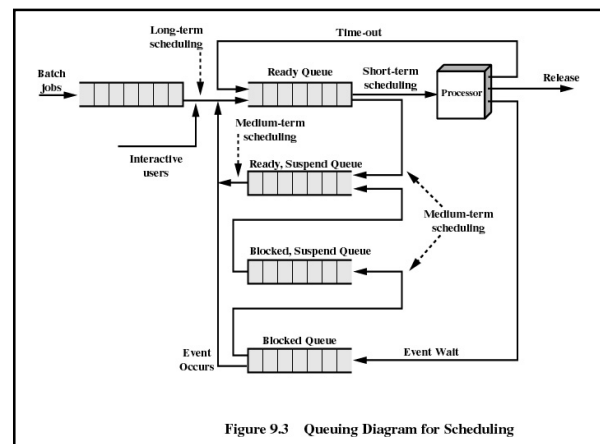 Long-term
scheduling
Time-out
Batch
jobs
Ready Queue
Short-term
scheduling
Processor
Release
Interactive
users
Medium-term
scheduling
Ready, Suspend Queue
Medium-term
scheduling
Blocked, Suspend Queue
Blocked Queue
Event
Occurs
Event Wait
Figure 9.3 Queuing Diagram for Scheduling